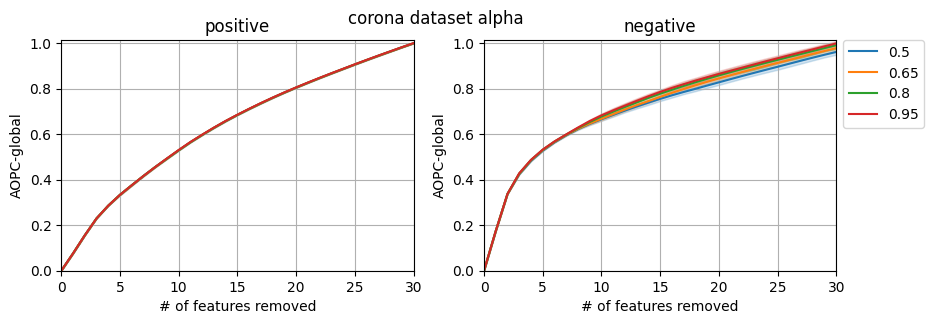 corona dataset alpha
positive
1.0
0.8
0.6
0.4
0.2
0.0
AOPC-global
0 5 10 15 20 25 30
# of features removed
negative
1.0
0.8
0.6
0.4
0.2
0.0
AOPC-global
0 5 10 15 20 25 30
# of features removed
0.5
0.65
0.8
0.95